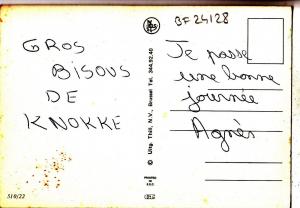 BF 24128
GROS
BISOUS
DE
KNOKKE
Je passe
une bonne
journée
Agnès
© Uitg. Thill, N.V., Brussel Tel. 344.92.40
510/22